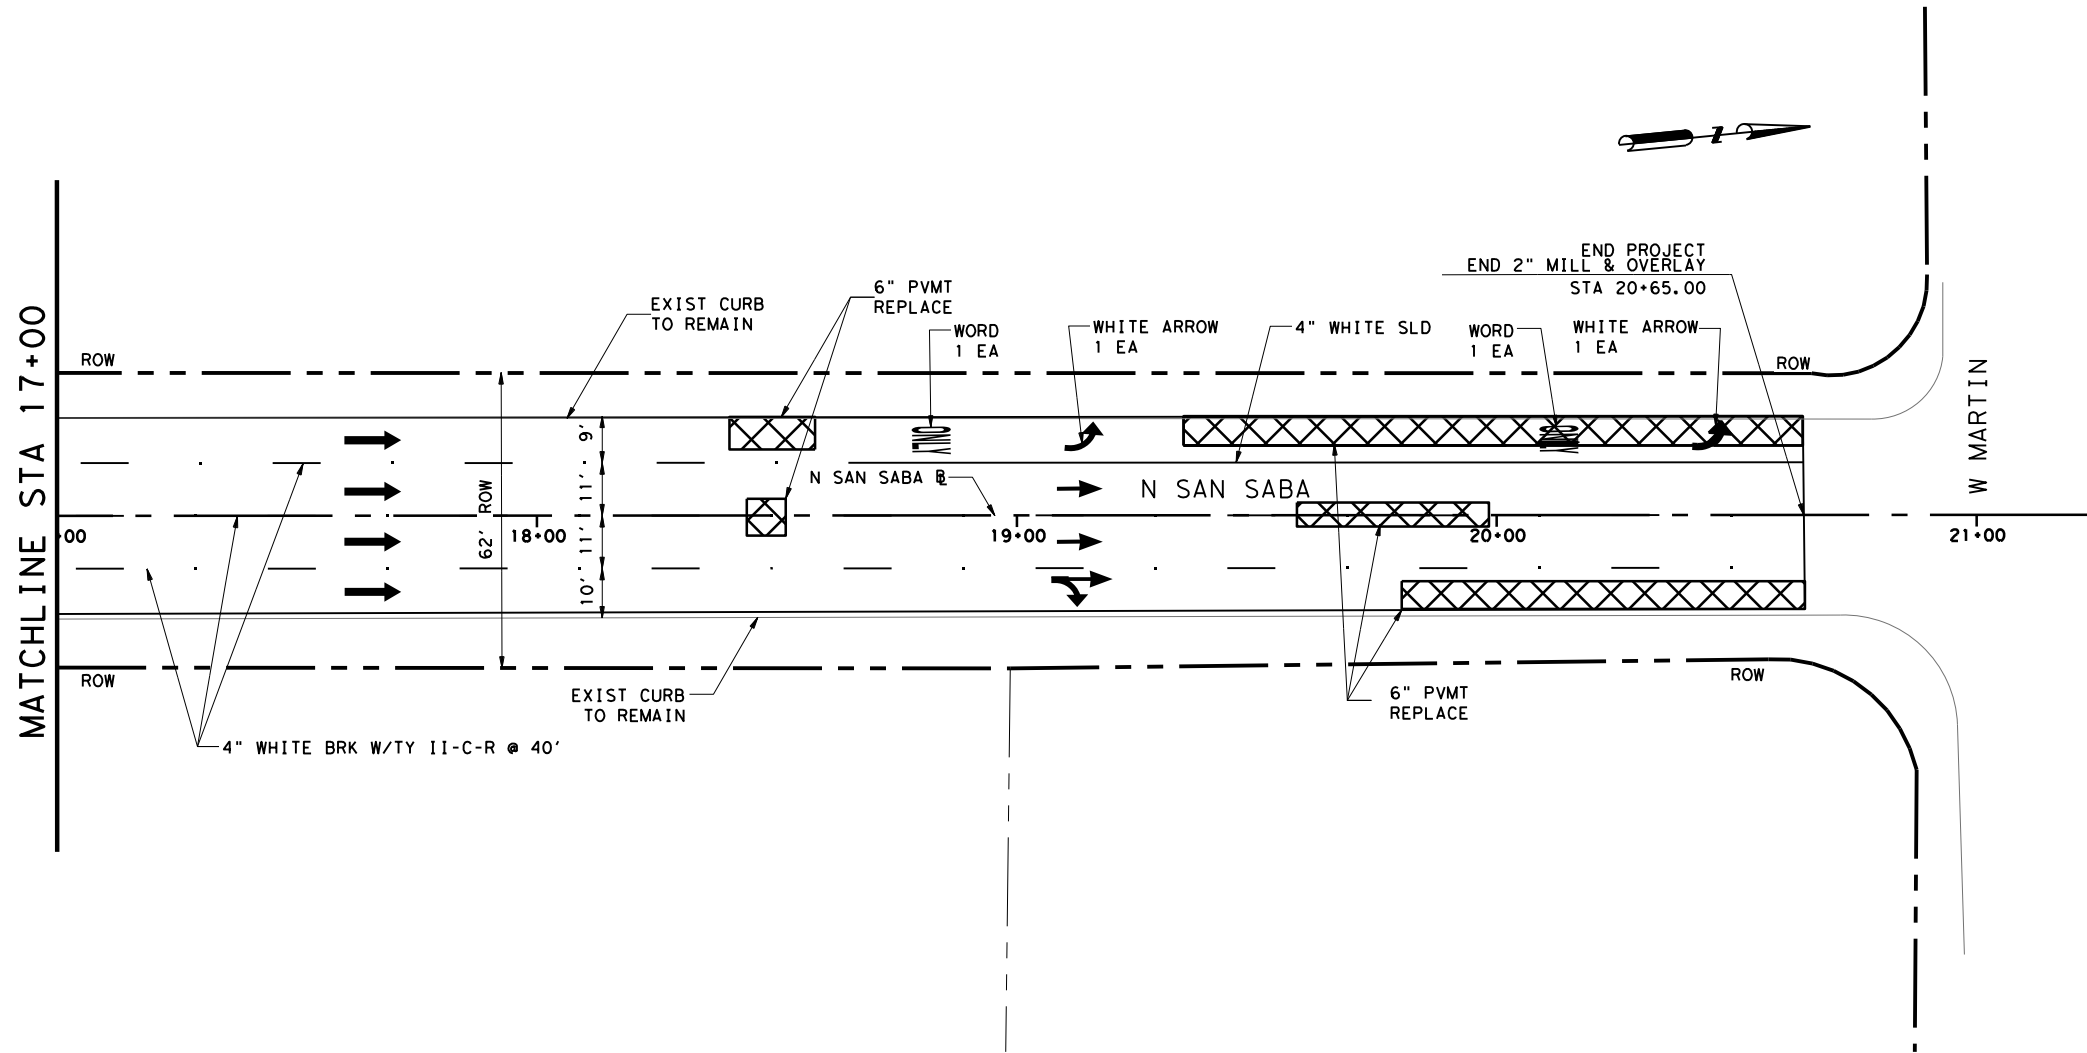 Z
END PROJECT
END 2" MILL & OVERLAY
STA 20+65.00
6" PVMT
REPLACE
EXIST CURB
TO REMAIN
WORD
1 EA
WHITE ARROW
1 EA
4" WHITE SLD
WORD
1 EA
WHITE ARROW
1 EA
ROW
ROW
MATCHLINE STA 17+00
W MARTIN
9'
11'
11'
10'
62' ROW
ONLY
ONLY
N SAN SABA BL
N SAN SABA
+00
18+00
19+00
20+00
21+00
ROW
ROW
EXIST CURB
TO REMAIN
6" PVMT
REPLACE
4" WHITE BRK W/TY II-C-R @ 40'